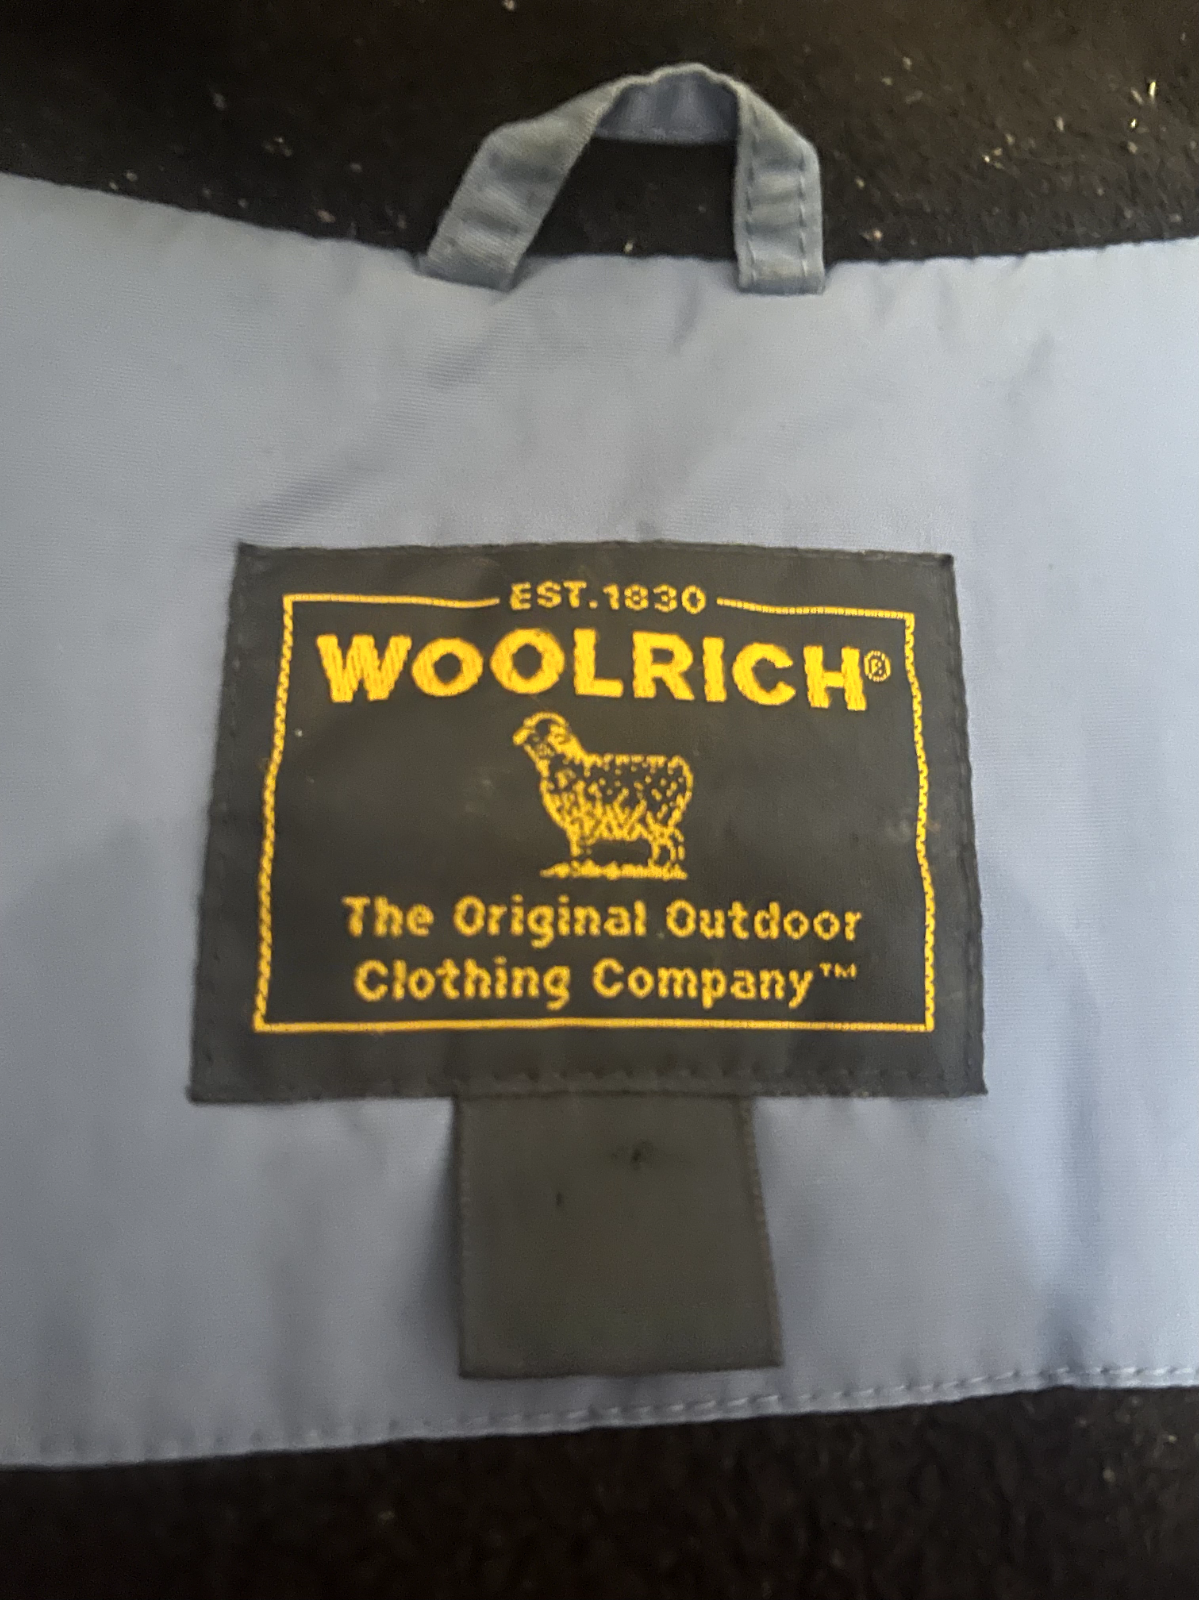 EST.1830
WOOLRICH®
The Original Outdoor
Clothing Company™